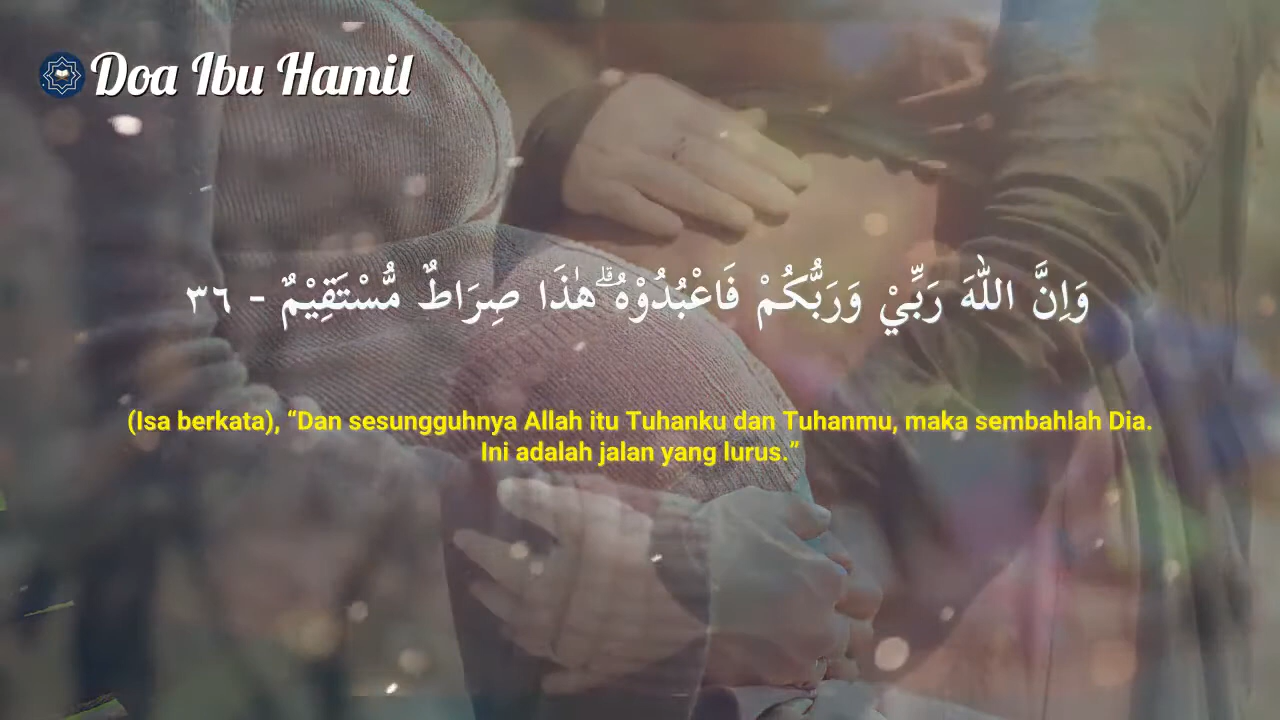 Doa Ibu Hamil
وَاِنَّ اللّٰهَ رَبِّيْ وَرَبُّكُمْ فَاعْبُدُوْهُ ۗهٰذَا صِرَاطٌ مُّسْتَقِيْمٌ - ٣٦
(Isa berkata), “Dan sesungguhnya Allah itu Tuhanku dan Tuhanmu, maka sembahlah Dia.
Ini adalah jalan yang lurus.”